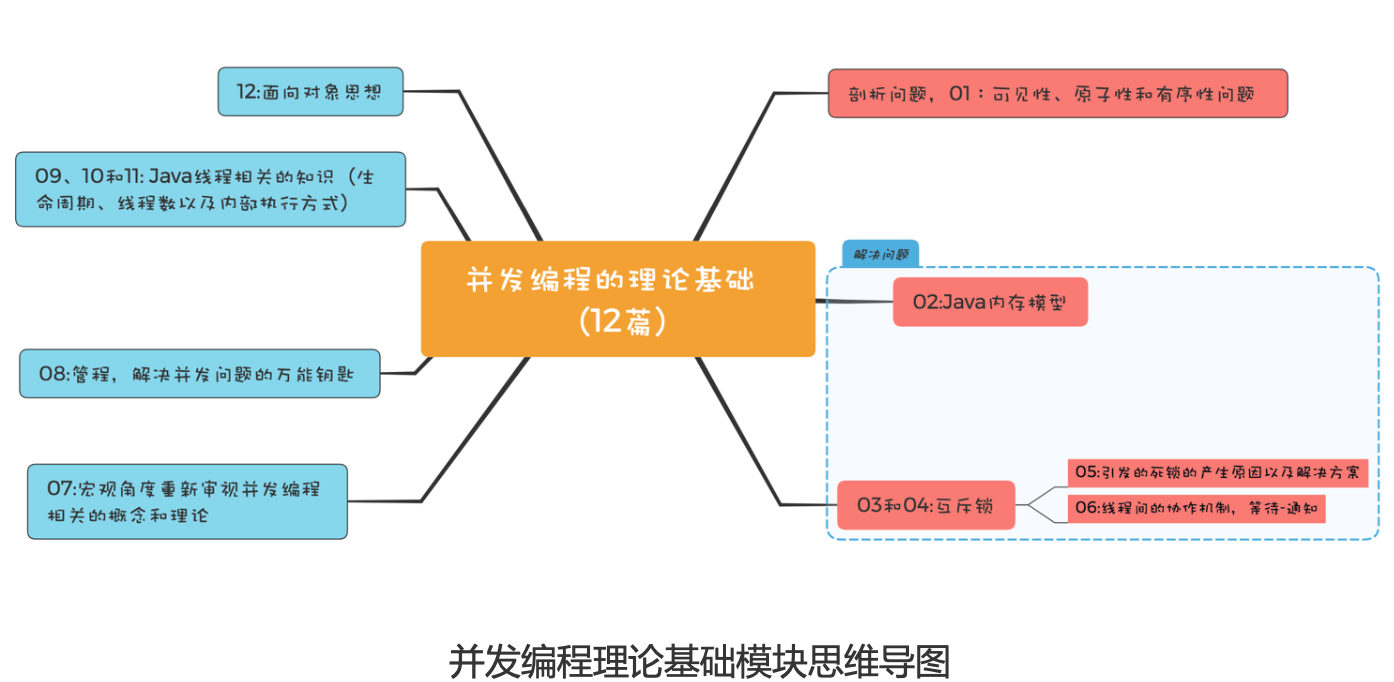 12:面向对象思想
剖析问题，01：可见性、原子性和有序性问题
09、10和11: Java线程相关的知识（生
命周期、线程数以及内部执行方式）
并发编程的理论基础
(12篇)
解决问题
02:Java内存模型
08:管程，解决并发问题的万能钥匙
07:宏观角度重新审视并发编程
相关的概念和理论
03和04:互斥锁
05:引发的死锁的产生原因以及解决方案
06:线程间的协作机制，等待-通知
并发编程理论基础模块思维导图